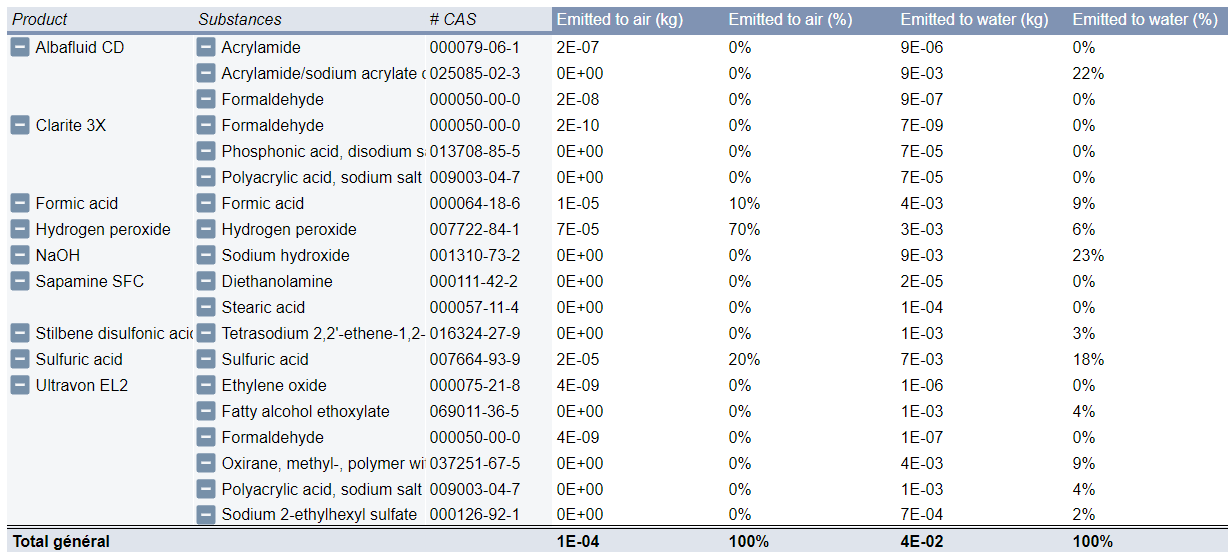 Product Substances # CAS Emitted to air (kg) Emitted to air (%) Emitted to water (kg) Emitted to water (%)
Albafluid CD Acrylamide 000079-06-1 2E-07 0% 9E-06 0%
Acrylamide/sodium acrylate c 025085-02-3 0E+00 0% 9E-03 22%
Formaldehyde 000050-00-0 2E-08 0% 9E-07 0%
Clarite 3X Formaldehyde 000050-00-0 2E-10 0% 7E-09 0%
Phosphonic acid, disodium s 013708-85-5 0E+00 0% 7E-05 0%
Polyacrylic acid, sodium salt 009003-04-7 0E+00 0% 7E-05 0%
Formic acid Formic acid 000064-18-6 1E-05 10% 4E-03 9%
Hydrogen peroxide Hydrogen peroxide 007722-84-1 7E-05 70% 3E-03 6%
NaOH Sodium hydroxide 001310-73-2 0E+00 0% 9E-03 23%
Sapamine SFC Diethanolamine 000111-42-2 0E+00 0% 2E-05 0%
Stearic acid 000057-11-4 0E+00 0% 1E-04 0%
Stilbene disulfonic acid Tetrasodium 2,2'-ethene-1,2- 016324-27-9 0E+00 0% 1E-03 3%
Sulfuric acid Sulfuric acid 007664-93-9 2E-05 20% 7E-03 18%
Ultravon EL2 Ethylene oxide 000075-21-8 4E-09 0% 1E-06 0%
Fatty alcohol ethoxylate 069011-36-5 0E+00 0% 1E-03 4%
Formaldehyde 000050-00-0 4E-09 0% 1E-07 0%
Oxirane, methyl-, polymer wi 037251-67-5 0E+00 0% 4E-03 9%
Polyacrylic acid, sodium salt 009003-04-7 0E+00 0% 1E-03 4%
Sodium 2-ethylhexyl sulfate 000126-92-1 0E+00 0% 7E-04 2%
Total général 1E-04 100% 4E-02 100%